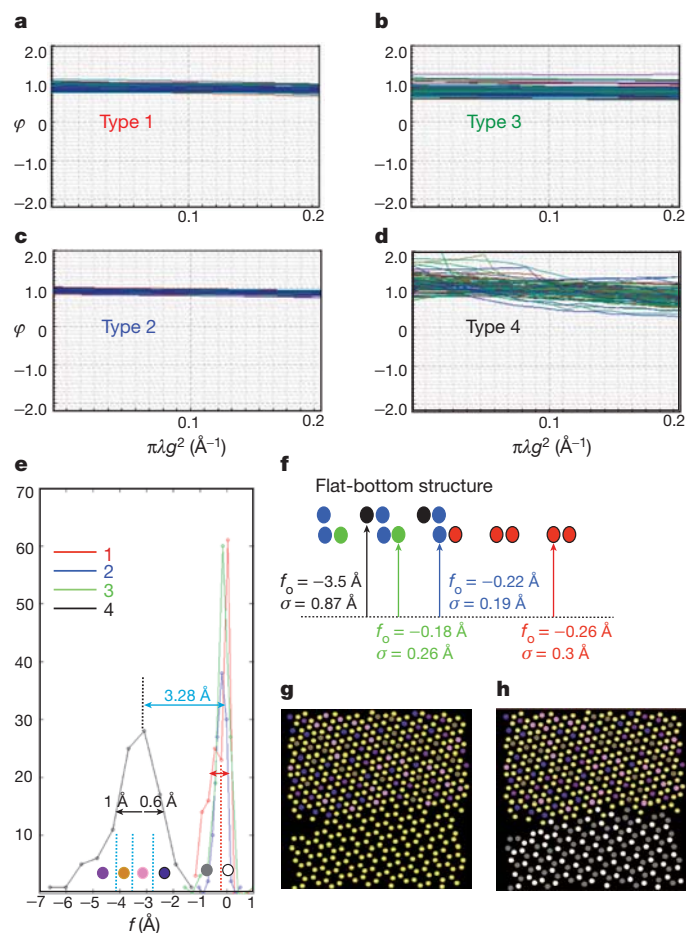 a
2.0
1.0
0
−1.0
−2.0
φ
Type 1
0.1
0.2
b
2.0
1.0
0
−1.0
−2.0
Type 3
0.1
0.2
c
2.0
1.0
0
−1.0
−2.0
φ
Type 2
0.1
0.2
πλg² (Å⁻¹)
d
2.0
1.0
0
−1.0
−2.0
Type 4
0.1
0.2
πλg² (Å⁻¹)
e
70
60
50
40
30
20
10
1
2
3
4
3.28 Å
1 Å
0.6 Å
−7 −6 −5 −4 −3 −2 −1 0 1
f (Å)
f
Flat-bottom structure
fₒ = −3.5 Å
σ = 0.87 Å
fₒ = −0.22 Å
σ = 0.19 Å
fₒ = −0.18 Å
σ = 0.26 Å
fₒ = −0.26 Å
σ = 0.3 Å
g
h